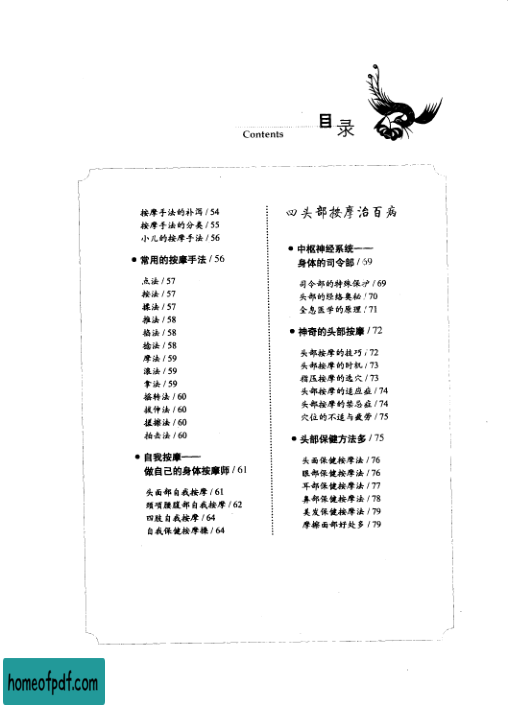 目录
Contents
按摩手法的补泻 / 54
按摩手法的分类 / 55
小儿的按摩手法 / 56
● 常用的按摩手法 / 56
点法 / 57
按法 / 57
揉法 / 57
推法 / 58
掐法 / 58
捻法 / 58
摩法 / 59
滚法 / 59
拿法 / 59
摇转法 / 60
拔伸法 / 60
搓擦法 / 60
拍击法 / 60
● 自我按摩——
做自己的身体按摩师 / 61
头面部自我按摩 / 61
颈项腰腹部自我按摩 / 62
四肢自我按摩 / 64
自我保健按摩操 / 64
四 头部按摩治百病
● 中枢神经系统——
身体的司令部 / 69
司令部的特殊保护 / 69
头部的经络奥秘 / 70
全息医学的原理 / 71
● 神奇的头部按摩 / 72
头部按摩的技巧 / 72
头部按摩的时机 / 73
指压按摩的选穴 / 73
头部按摩的适应症 / 74
头部按摩的禁忌症 / 74
穴位的不适与疲劳 / 75
● 头部保健方法多 / 75
头面保健按摩法 / 76
眼部保健按摩法 / 76
耳部保健按摩法 / 77
鼻部保健按摩法 / 78
美发保健按摩法 / 79
摩擦面部好处多 / 79
homeofpdf.com